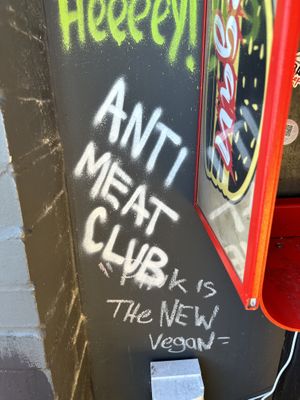 Heeeey!
ANTI
MEAT
CLUB
IS
THE NEW
VEGAN =